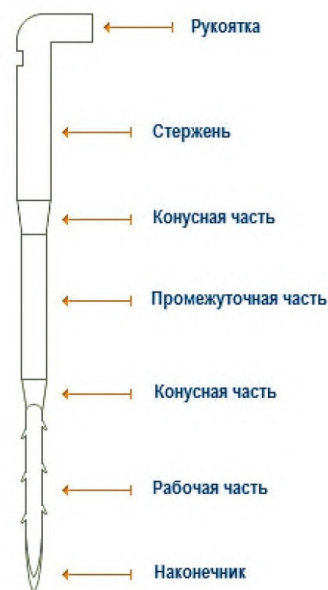 Рукоятка
Стержень
Конусная часть
Промежуточная часть
Конусная часть
Рабочая часть
Наконечник